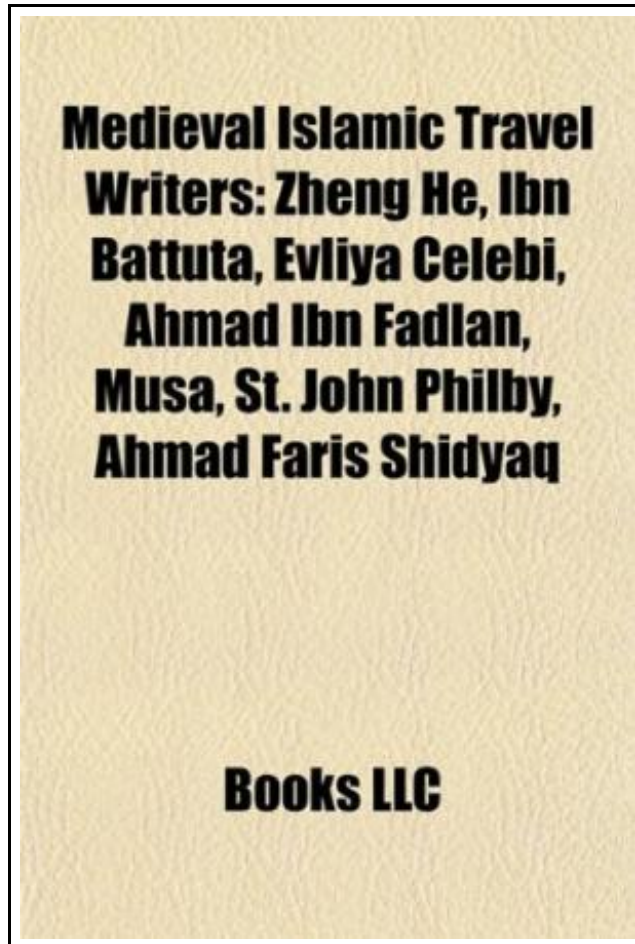 Medieval Islamic Travel
Writers: Zheng He, Ibn
Battuta, Evliya Celebi,
Ahmad Ibn Fadlan,
Musa, St. John Philby,
Ahmad Faris Shidyaq
Books LLC